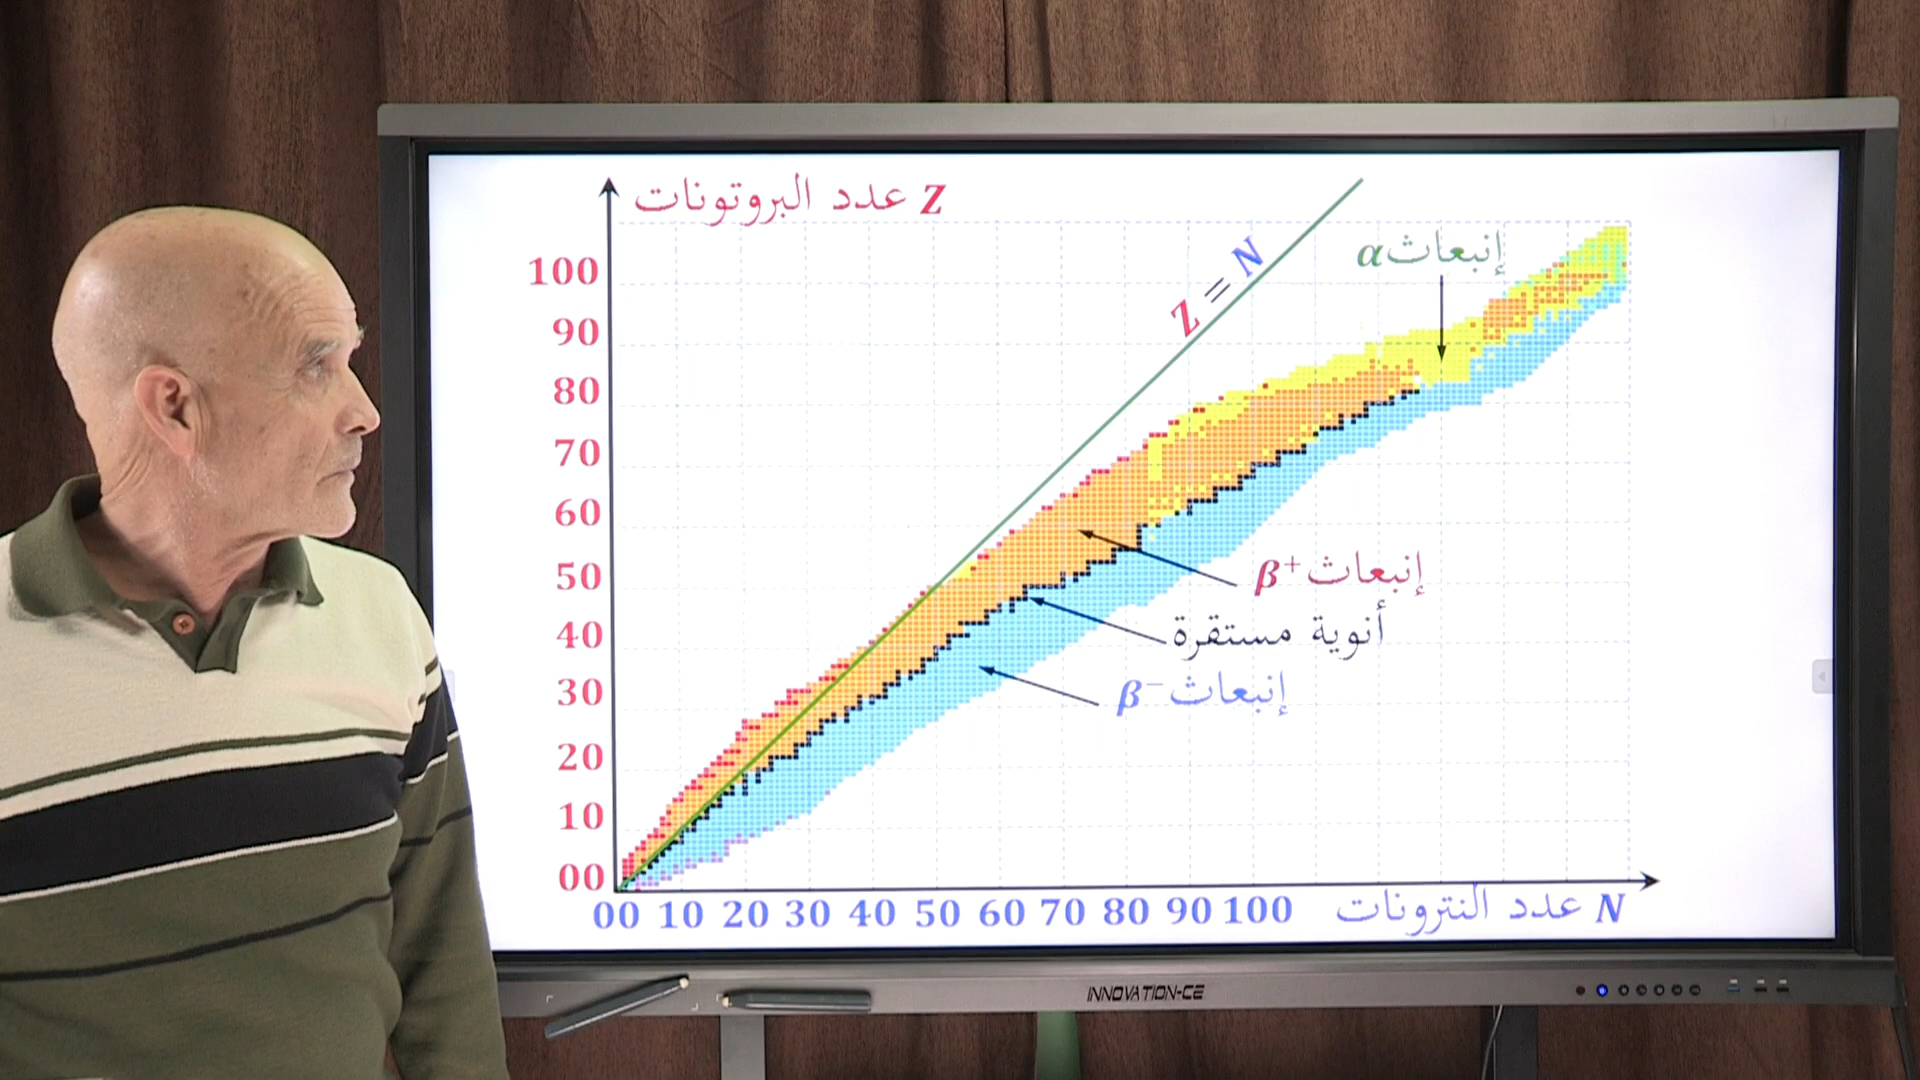 عدد البروتونات Z
Z = N
إنبعاث α
100
90
80
70
60
50
40
30
20
10
00
إنبعاث β⁺
أنوية مستقرة
إنبعاث β⁻
00 10 20 30 40 50 60 70 80 90 100
عدد النترونات N
INNOVATION-CE